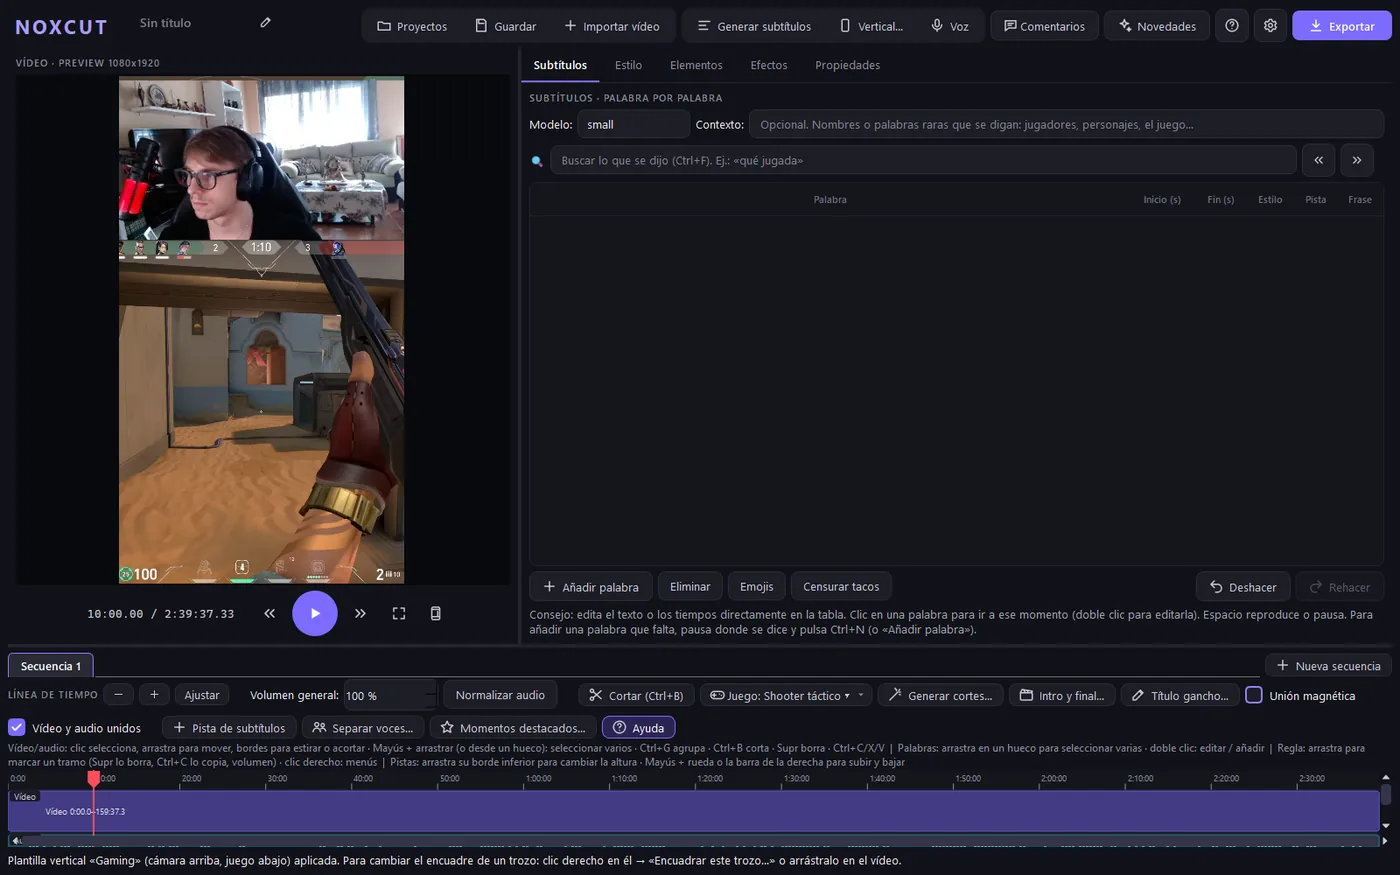 NOXCUT
Sin título
Proyectos
Guardar
Importar vídeo
Generar subtítulos
Vertical...
Voz
Comentarios
Novedades
Exportar
VÍDEO · PREVIEW 1080x1920
2
1:10
3
100
2
10
10:00.00 / 2:39:37.33
Subtítulos
Estilo
Elementos
Efectos
Propiedades
SUBTÍTULOS · PALABRA POR PALABRA
Modelo:
small
Contexto:
Opcional. Nombres o palabras raras que se digan: jugadores, personajes, el juego...
Buscar lo que se dijo (Ctrl+F). Ej.: «qué jugada»
Palabra
Inicio (s)
Fin (s)
Estilo
Pista
Frase
Añadir palabra
Eliminar
Emojis
Censurar tacos
Deshacer
Rehacer
Consejo: edita el texto o los tiempos directamente en la tabla. Clic en una palabra para ir a ese momento (doble clic para editarla). Espacio reproduce o pausa. Para
añadir una palabra que falta, pausa donde se dice y pulsa Ctrl+N (o «Añadir palabra»).
Secuencia 1
Nueva secuencia
LÍNEA DE TIEMPO
Ajustar
Volumen general:
100 %
Normalizar audio
Cortar (Ctrl+B)
Juego: Shooter táctico
Generar cortes...
Intro y final...
Título gancho...
Unión magnética
Vídeo y audio unidos
Pista de subtítulos
Separar voces...
Momentos destacados...
Ayuda
Vídeo/audio: clic selecciona, arrastra para mover, bordes para estirar o acortar · Mayús + arrastrar (o desde un hueco): seleccionar varios · Ctrl+G agrupa · Ctrl+B corta · Supr borra · Ctrl+C/X/V | Palabras: arrastra en un hueco para seleccionar varias · doble clic: editar / añadir | Regla: arrastra para
marcar un tramo (Supr lo borra, Ctrl+C lo copia, volumen) · clic derecho: menús | Pistas: arrastra su borde inferior para cambiar la altura · Mayús + rueda o la barra de la derecha para subir y bajar
0:00
20:00
30:00
40:00
50:00
1:00:00
1:10:00
1:20:00
1:30:00
1:40:00
1:50:00
2:00:00
2:10:00
2:20:00
2:30:00
Vídeo
Vídeo 0:00.0–159:37.3
Plantilla vertical «Gaming» (cámara arriba, juego abajo) aplicada. Para cambiar el encuadre de un trozo: clic derecho en él → «Encuadrar este trozo...» o arrástralo en el vídeo.